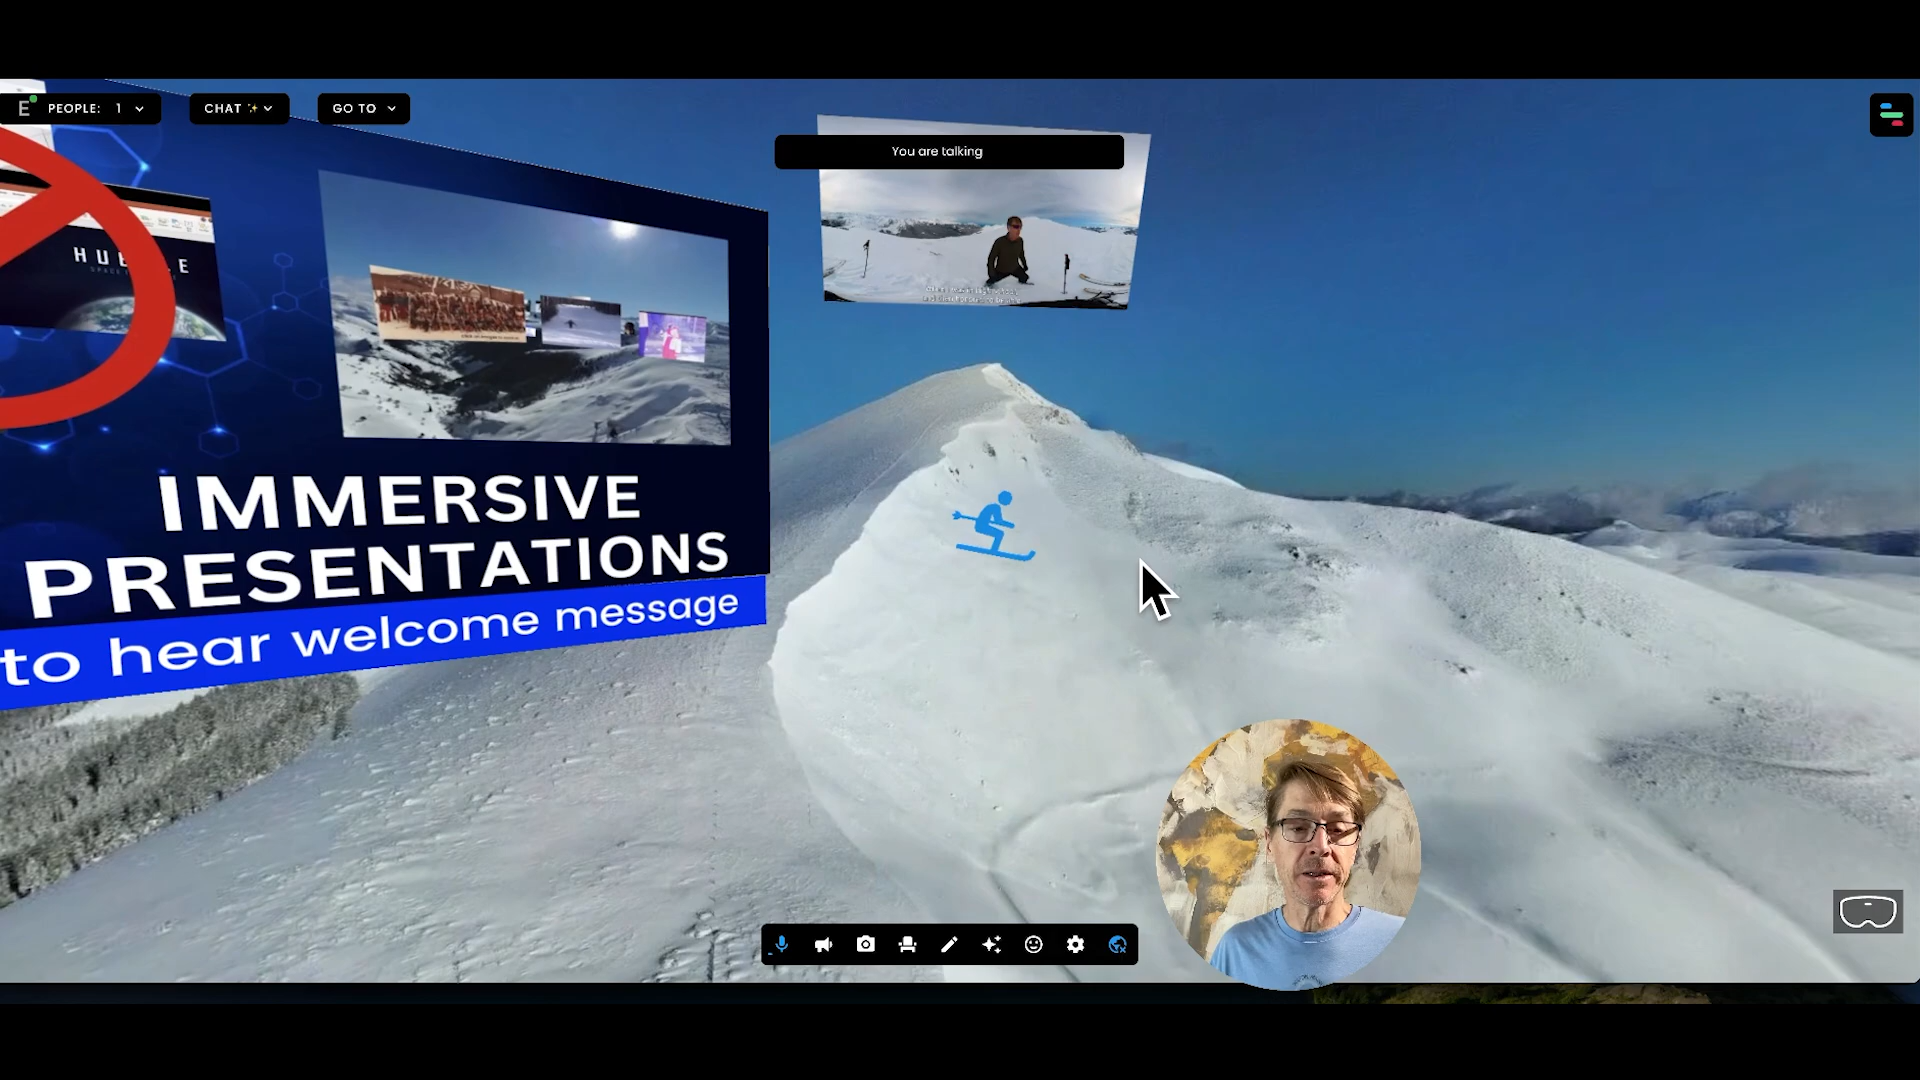 E PEOPLE: 1
CHAT
GO TO
You are talking
IMMERSIVE
PRESENTATIONS
to hear welcome message